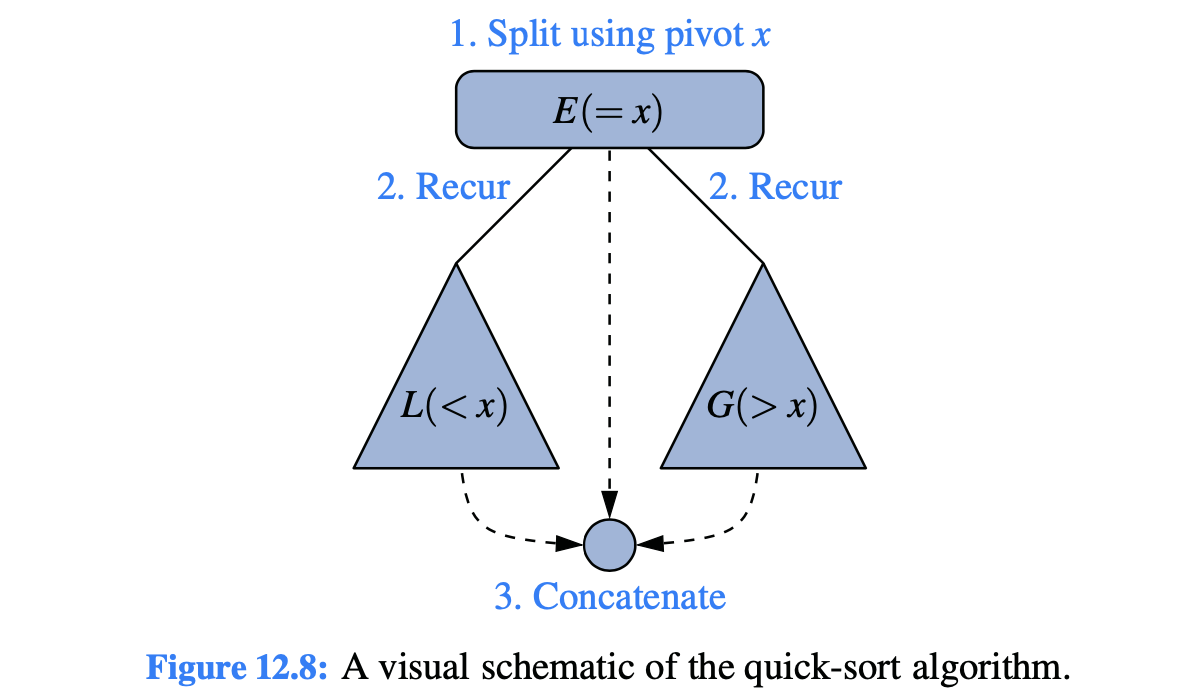 1. Split using pivot x
E(= x)
2. Recur 2. Recur
L(< x) G(> x)
3. Concatenate
Figure 12.8: A visual schematic of the quick-sort algorithm.